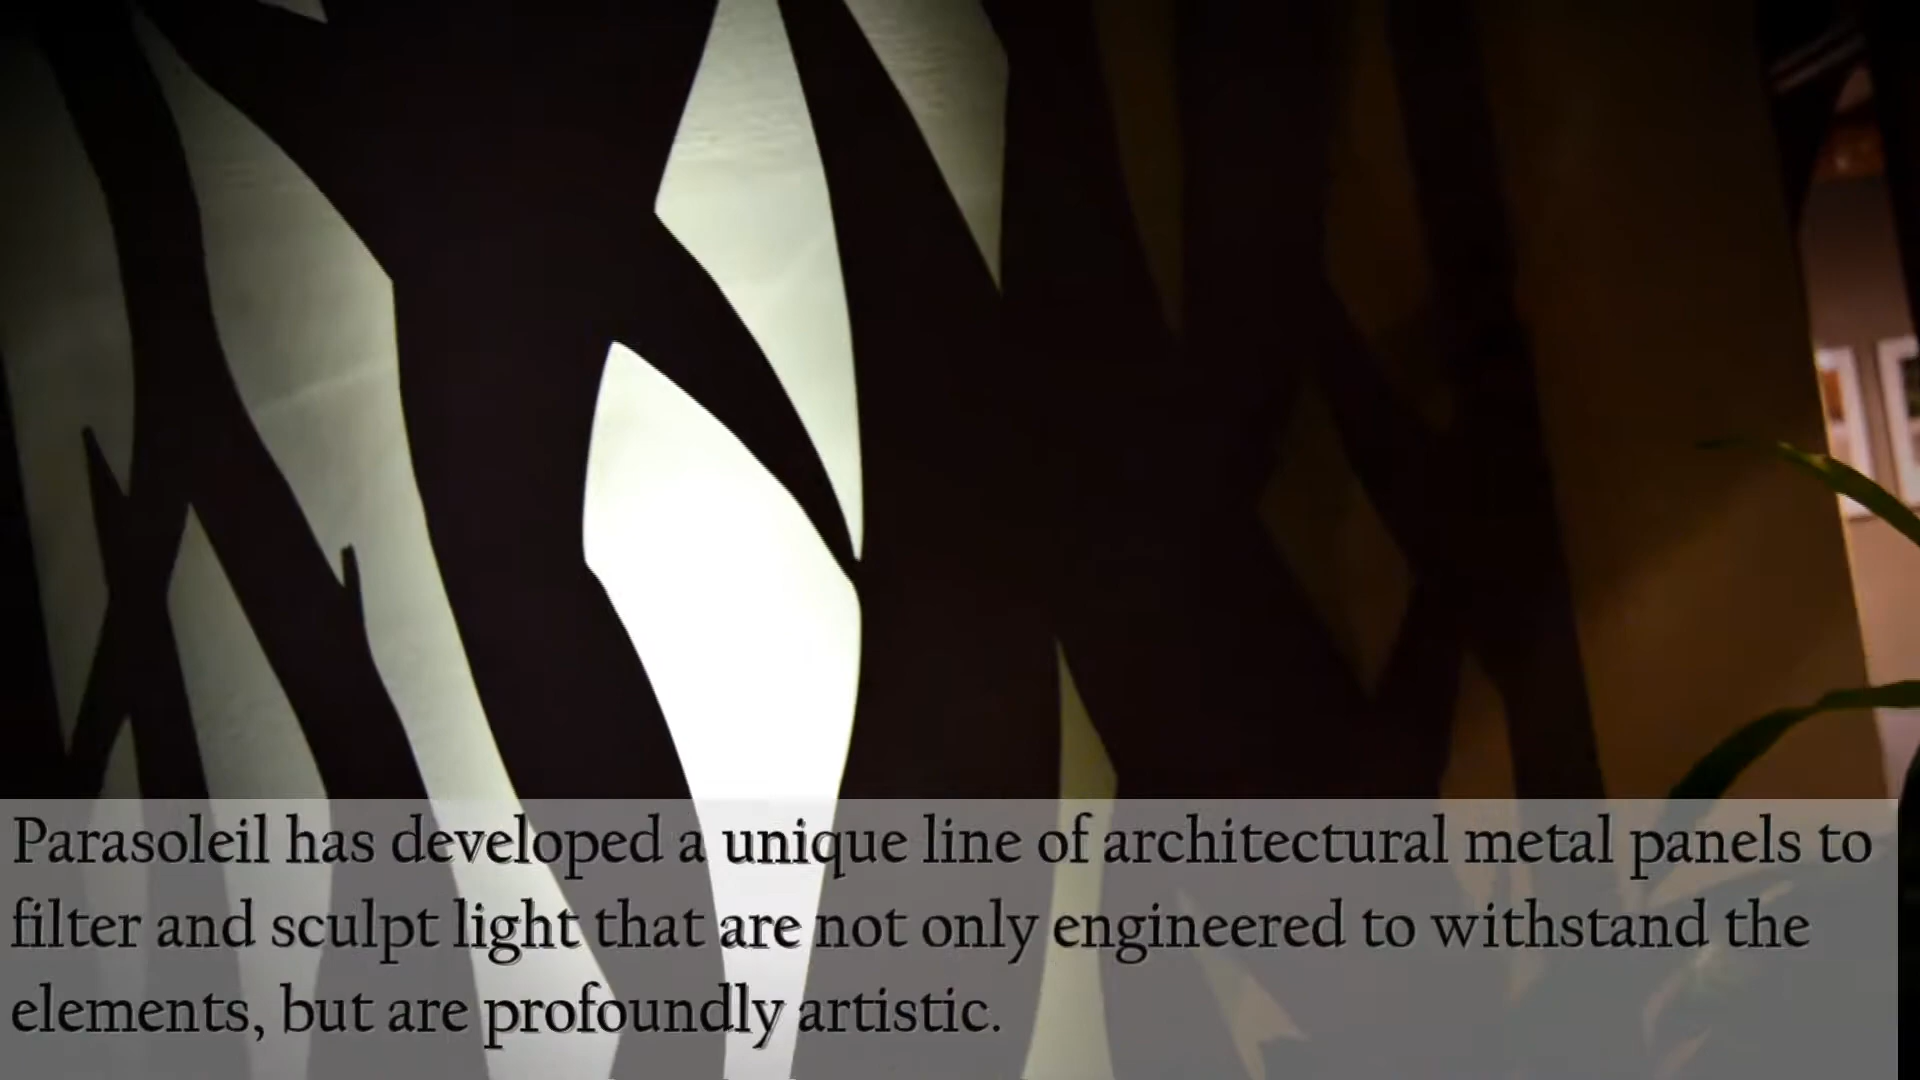 Parasoleil has developed a unique line of architectural metal panels to
filter and sculpt light that are not only engineered to withstand the
elements, but are profoundly artistic.